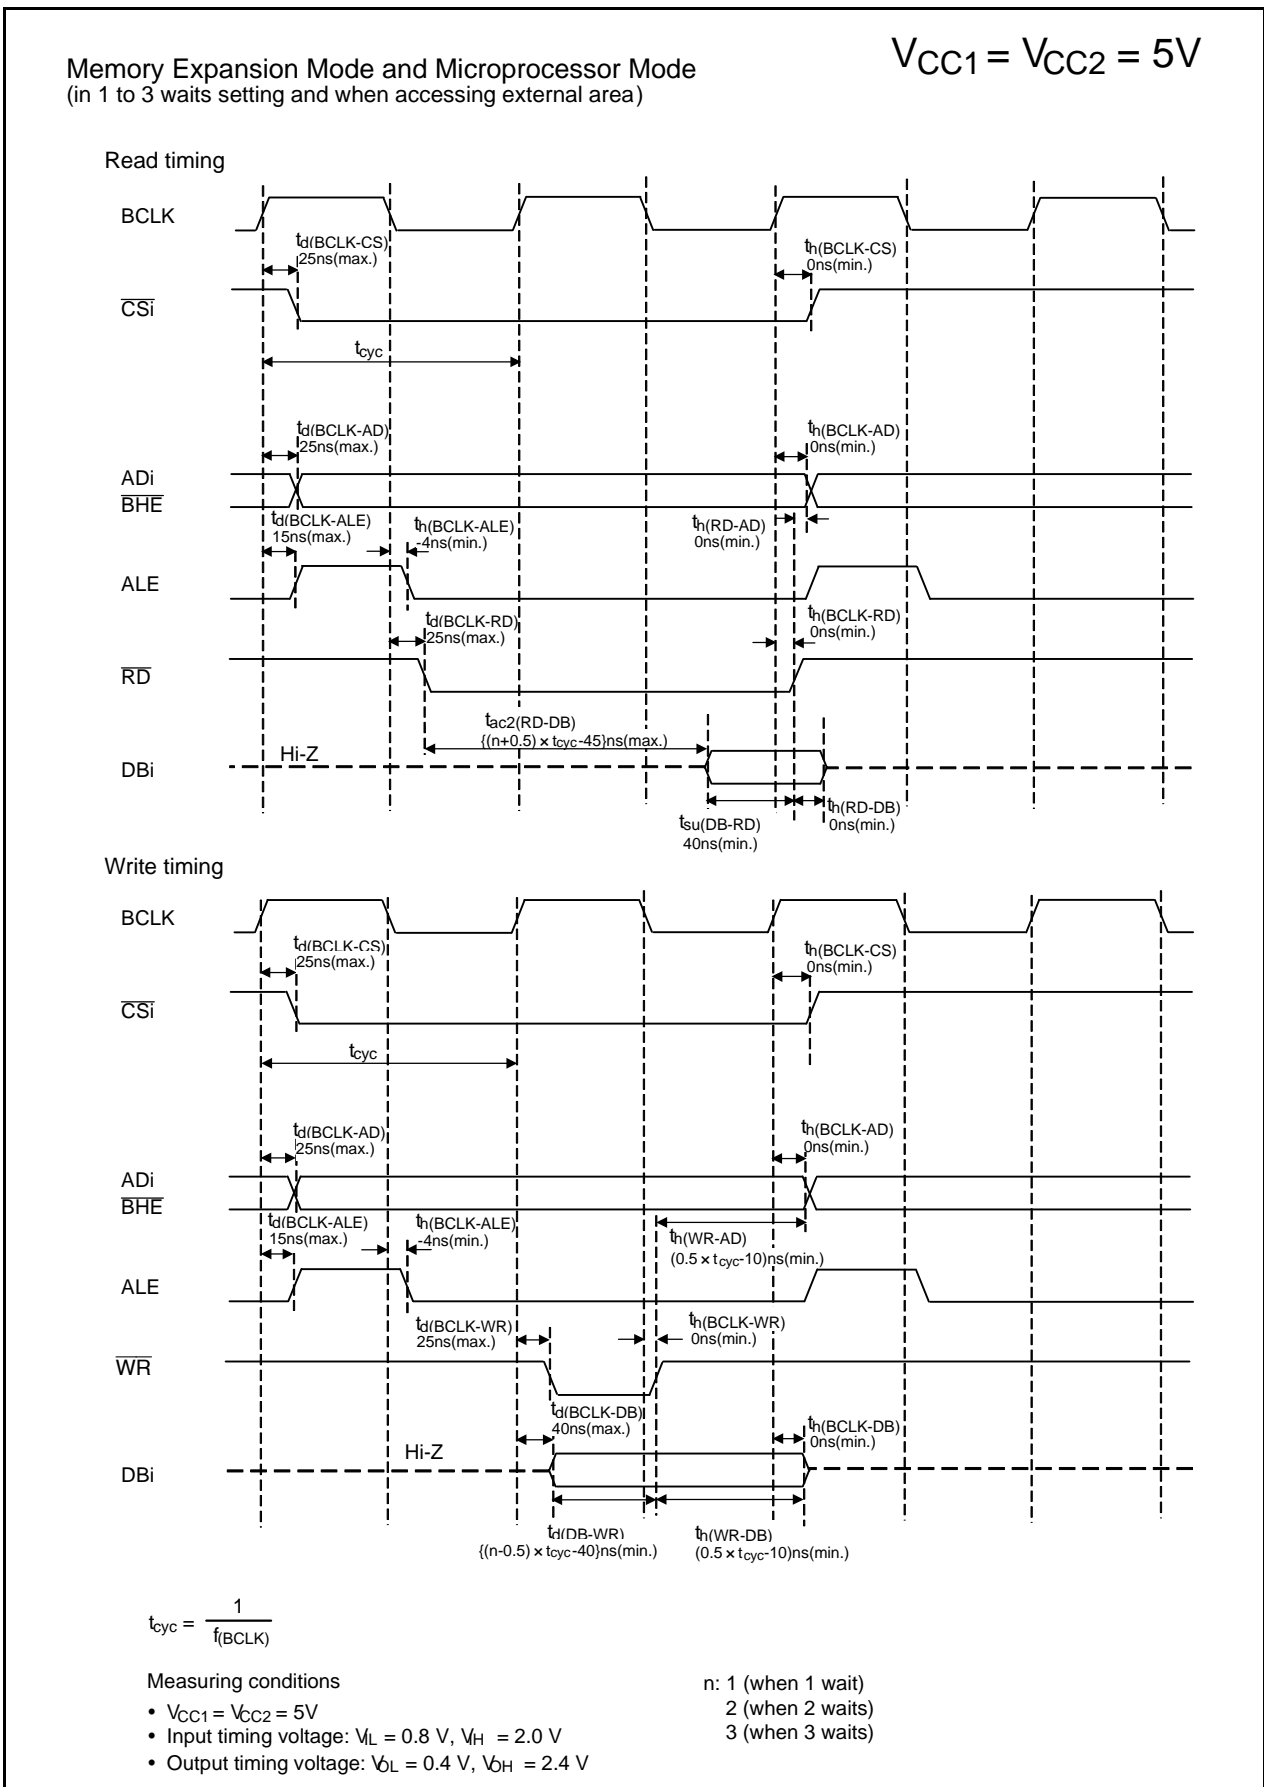 Memory Expansion Mode and Microprocessor Mode
(in 1 to 3 waits setting and when accessing external area)
VCC1 = VCC2 = 5V
Read timing
BCLK
td(BCLK-CS)
25ns(max.)
th(BCLK-CS)
0ns(min.)
CSi
tcyc
td(BCLK-AD)
25ns(max.)
th(BCLK-AD)
0ns(min.)
ADi
BHE
td(BCLK-ALE)
15ns(max.)
th(BCLK-ALE)
-4ns(min.)
th(RD-AD)
0ns(min.)
ALE
td(BCLK-RD)
25ns(max.)
th(BCLK-RD)
0ns(min.)
RD
tac2(RD-DB)
{(n+0.5) × tcyc-45}ns(max.)
Hi-Z
DBi
tsu(DB-RD)
40ns(min.)
th(RD-DB)
0ns(min.)
Write timing
BCLK
td(BCLK-CS)
25ns(max.)
th(BCLK-CS)
0ns(min.)
CSi
tcyc
td(BCLK-AD)
25ns(max.)
th(BCLK-AD)
0ns(min.)
ADi
BHE
td(BCLK-ALE)
15ns(max.)
th(BCLK-ALE)
-4ns(min.)
th(WR-AD)
(0.5 × tcyc-10)ns(min.)
ALE
td(BCLK-WR)
25ns(max.)
th(BCLK-WR)
0ns(min.)
WR
td(BCLK-DB)
40ns(max.)
th(BCLK-DB)
0ns(min.)
Hi-Z
DBi
td(DB-WR)
{(n-0.5) × tcyc-40}ns(min.)
th(WR-DB)
(0.5 × tcyc-10)ns(min.)
tcyc = 1
f(BCLK)
Measuring conditions
• VCC1 = VCC2 = 5V
• Input timing voltage: VIL = 0.8 V, VIH = 2.0 V
• Output timing voltage: VOL = 0.4 V, VOH = 2.4 V
n: 1 (when 1 wait)
2 (when 2 waits)
3 (when 3 waits)